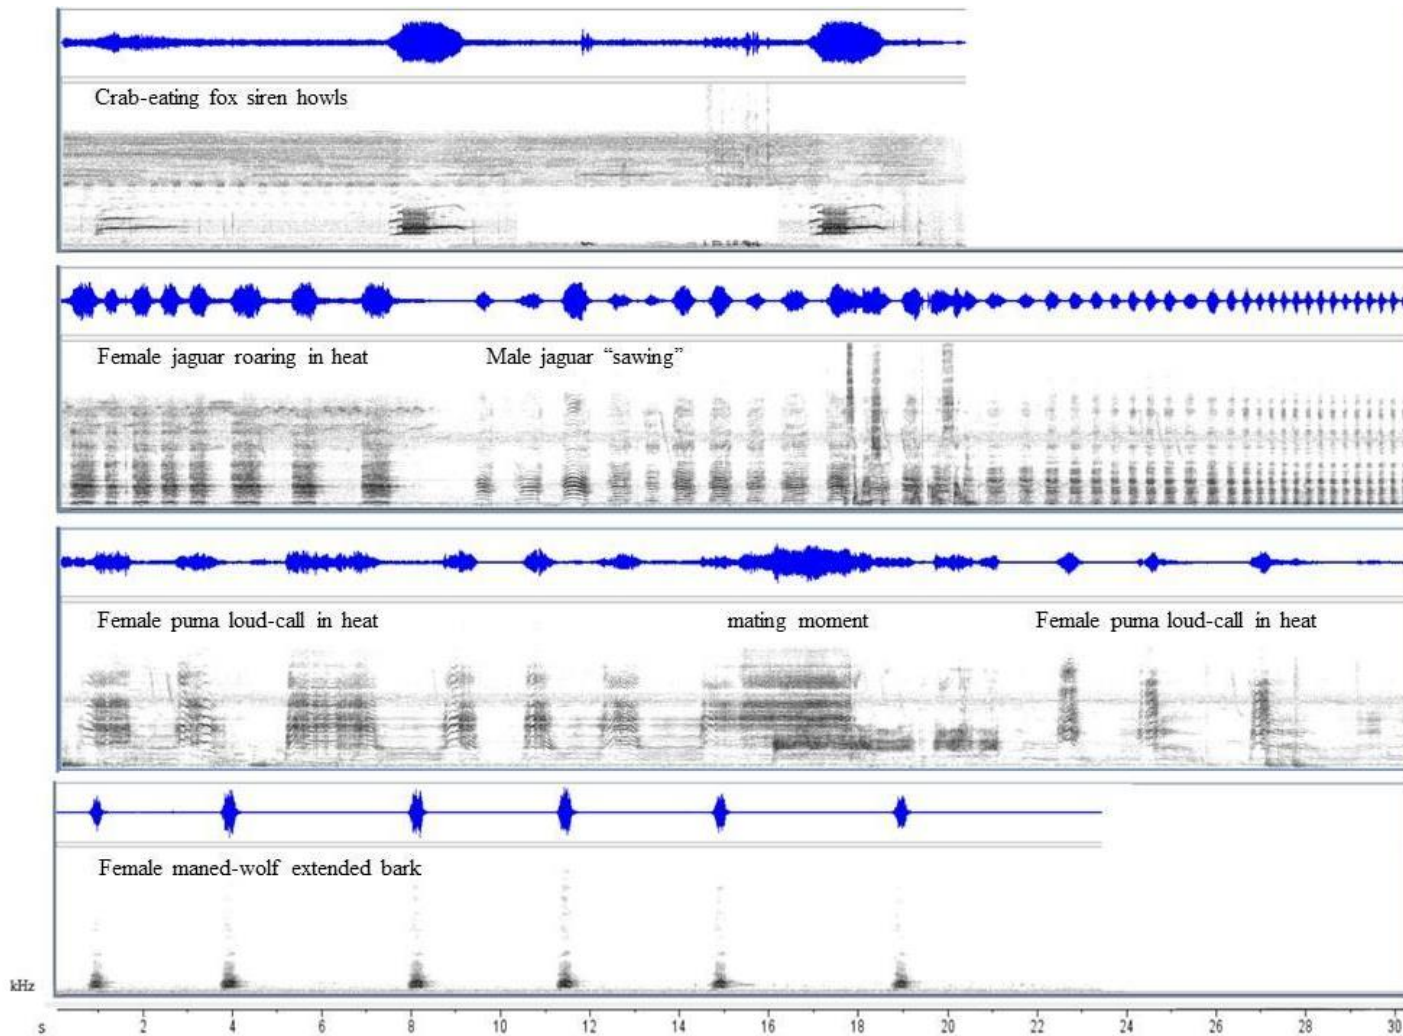 Crab-eating fox siren howls
Female jaguar roaring in heat Male jaguar “sawing”
Female puma loud-call in heat mating moment Female puma loud-call in heat
Female maned-wolf extended bark
kHz
s 2 4 6 8 10 12 14 16 18 20 22 24 26 28 30